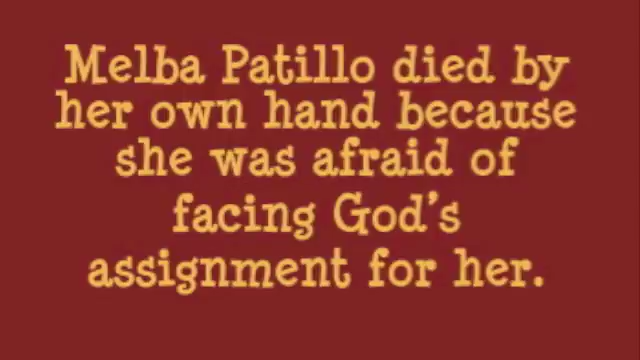 Melba Patillo died by
her own hand because
she was afraid of
facing God's
assignment for her.